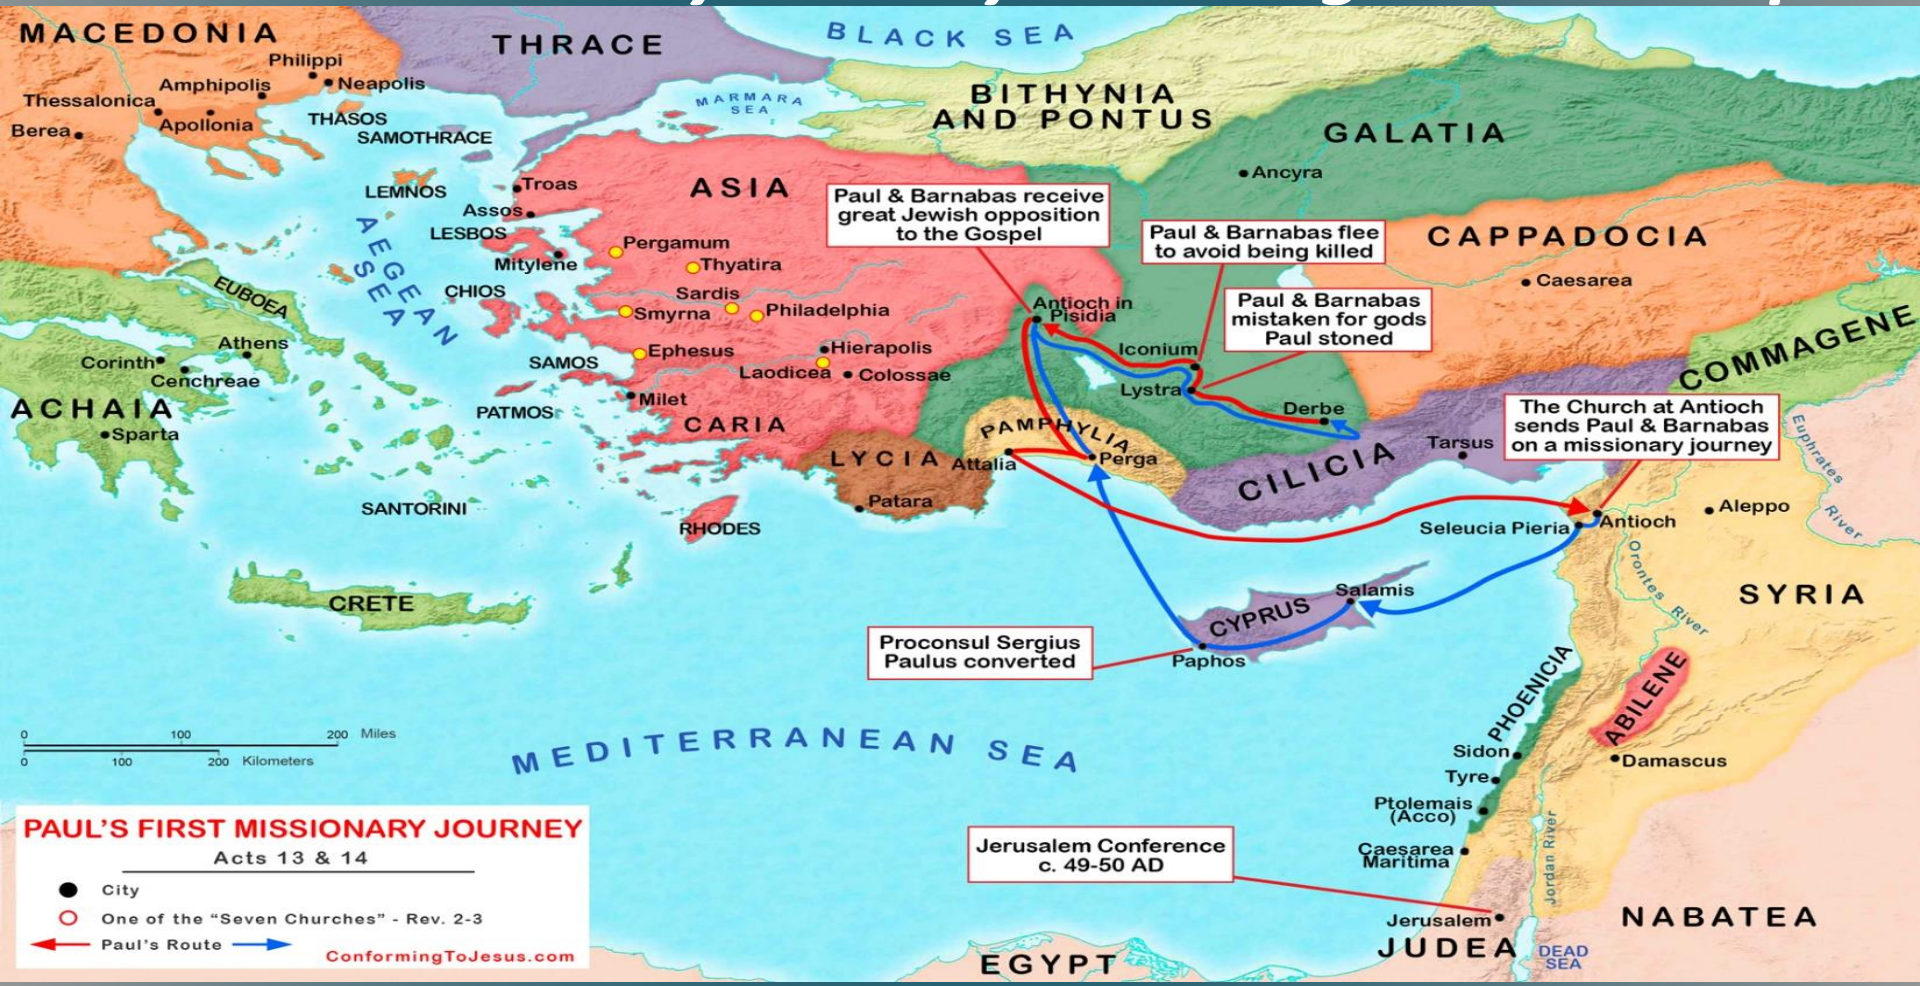 MACEDONIA
THRACE
BLACK SEA
Philippi
Neapolis
Amphipolis
Thessalonica
Apollonia
Berea
THASOS
SAMOTHRACE
MARMARA
SEA
BITHYNIA
AND PONTUS
GALATIA
Ancyra
LEMNOS
Troas
ASIA
Assos
LESBOS
Mitylene
Pergamum
Thyatira
Paul & Barnabas receive
great Jewish opposition
to the Gospel
Paul & Barnabas flee
to avoid being killed
CAPPADOCIA
Caesarea
AEGEAN
SEA
EUBOEA
CHIOS
Sardis
Smyrna
Philadelphia
Antioch in
Pisidia
Paul & Barnabas
mistaken for gods
Paul stoned
COMMAGENE
Athens
Corinth
Cenchreae
SAMOS
Ephesus
Hierapolis
Laodicea
Colossae
Iconium
Lystra
Derbe
ACHAIA
Sparta
PATMOS
Milet
CARIA
PAMPHYLIA
LYCIA
Attalia
Perga
CILICIA
Tarsus
The Church at Antioch
sends Paul & Barnabas
on a missionary journey
Euphrates
River
SANTORINI
Patara
RHODES
Seleucia Pieria
Antioch
Aleppo
Orontes River
SYRIA
CRETE
Salamis
CYPRUS
Paphos
Proconsul Sergius
Paulus converted
PHOENICIA
ABILENE
Sidon
Damascus
Tyre
Ptolemais
(Acco)
Caesarea
Maritima
Jordan River
MEDITERRANEAN SEA
0 100 200 Miles
0 100 200 Kilometers
Jerusalem Conference
c. 49-50 AD
Jerusalem
JUDEA
DEAD
SEA
NABATEA
EGYPT
PAUL'S FIRST MISSIONARY JOURNEY
Acts 13 & 14
City
One of the “Seven Churches” - Rev. 2-3
Paul's Route
ConformingToJesus.com